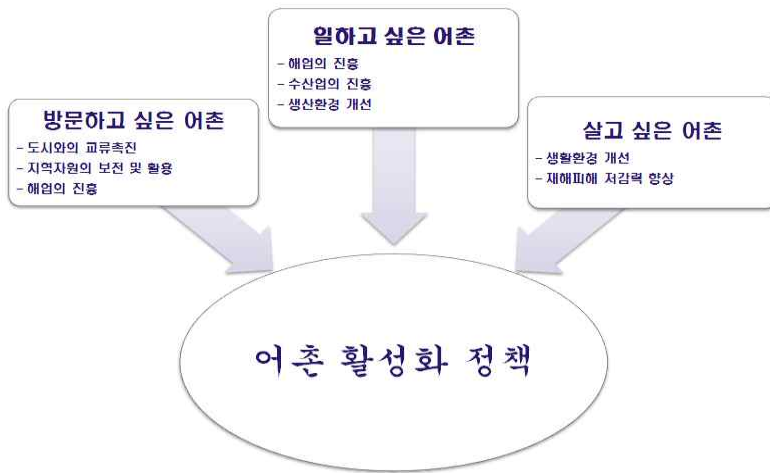 일하고 싶은 어촌
- 해업의 진흥
- 수산업의 진흥
- 생산환경 개선
방문하고 싶은 어촌
- 도시와의 교류촉진
- 지역자원의 보전 및 활용
- 해업의 진흥
살고 싶은 어촌
- 생활환경 개선
- 재해피해 저감력 향상
어촌 활성화 정책